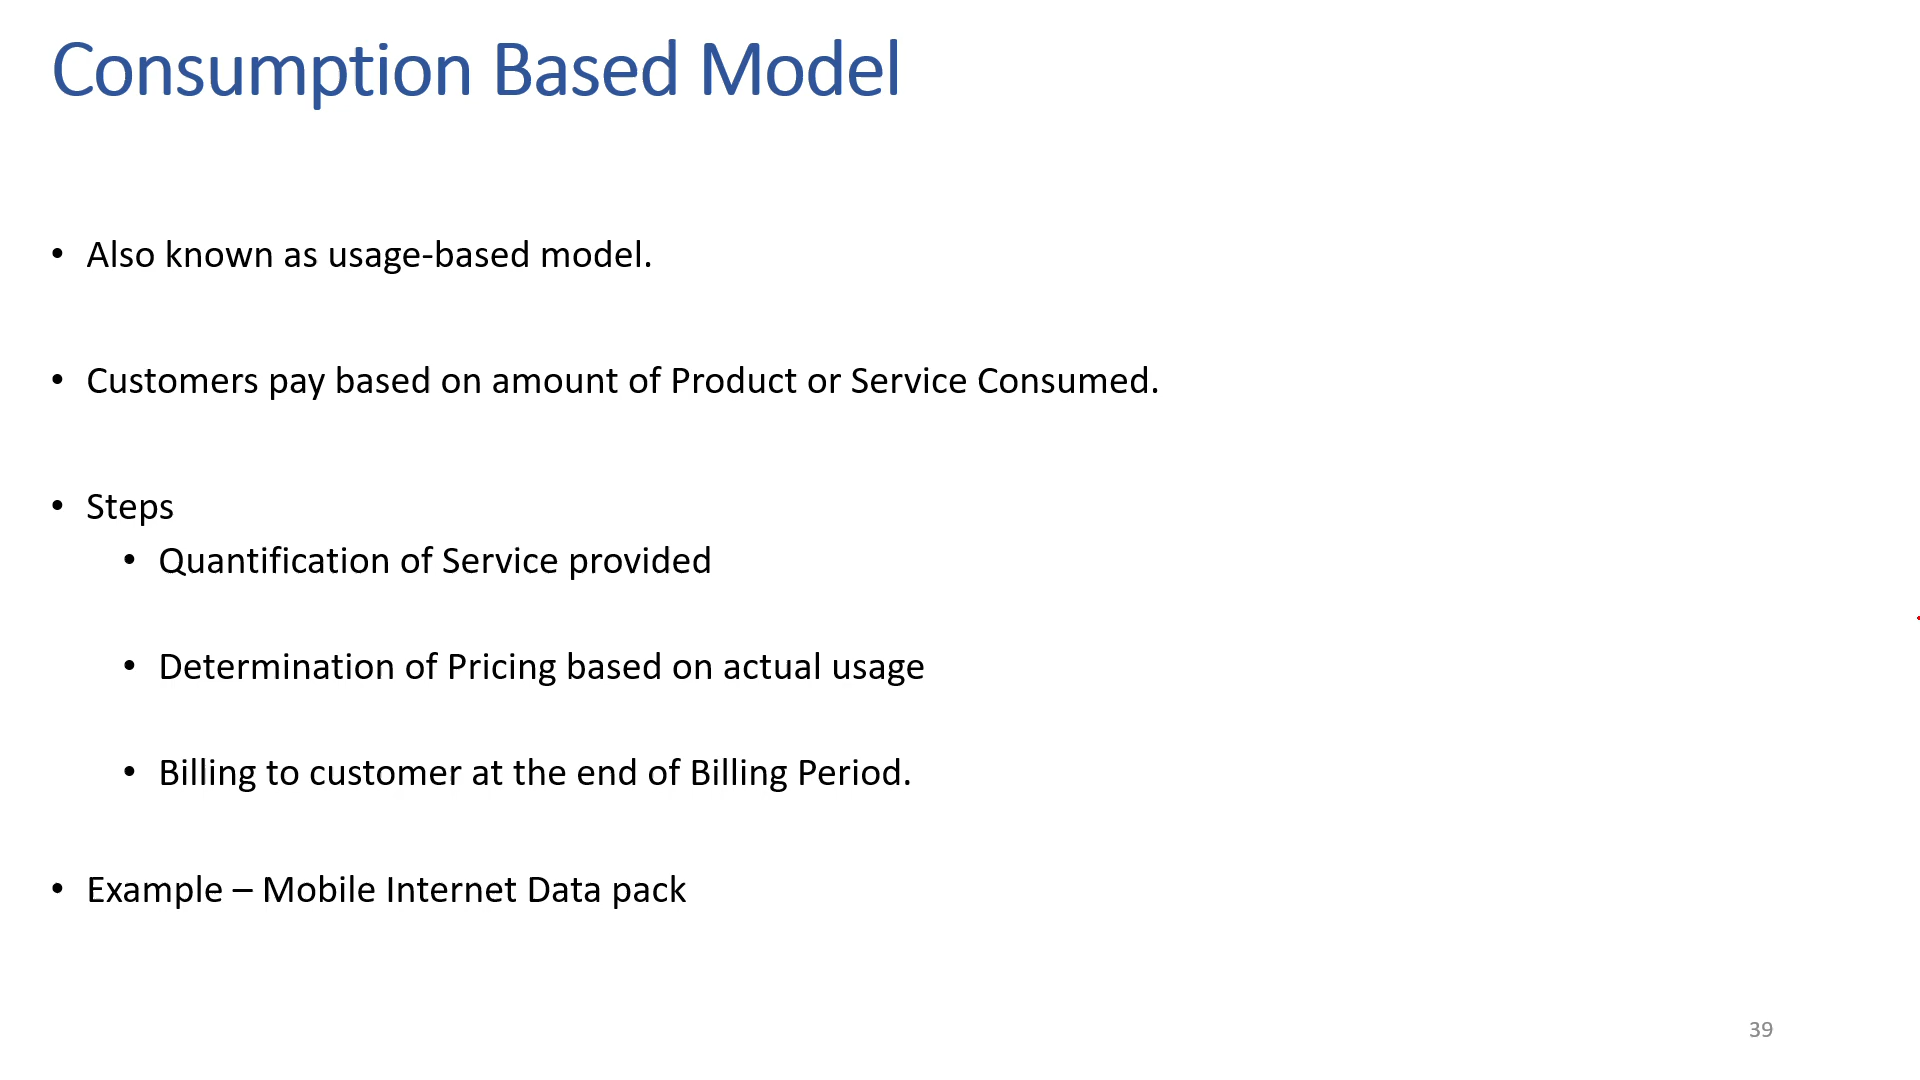 Consumption Based Model
• Also known as usage-based model.
• Customers pay based on amount of Product or Service Consumed.
• Steps
• Quantification of Service provided
• Determination of Pricing based on actual usage
• Billing to customer at the end of Billing Period.
• Example – Mobile Internet Data pack
39